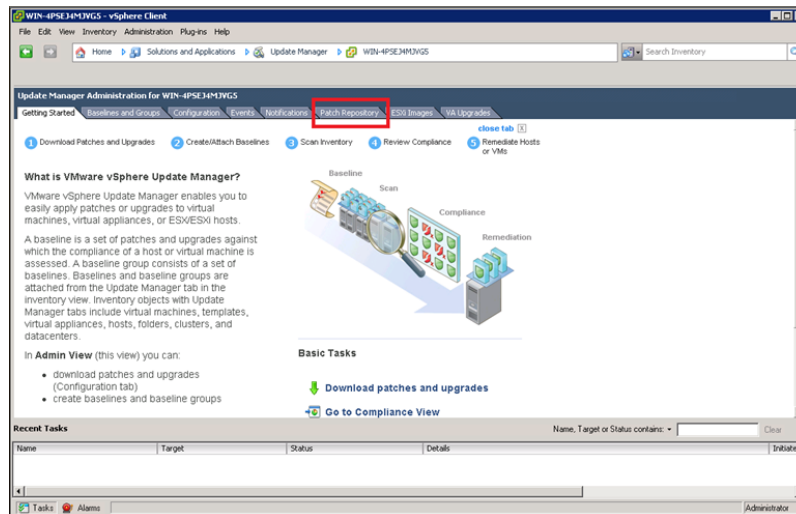 WIN-4PSEJ4MJVG5 - vSphere Client
File Edit View Inventory Administration Plug-ins Help
Home Solutions and Applications Update Manager WIN-4PSEJ4MJVG5 Search Inventory
Update Manager Administration for WIN-4PSEJ4MJVG5
Getting Started Baselines and Groups Configuration Events Notifications Patch Repository ESXi Images VA Upgrades
close tab
1 Download Patches and Upgrades 2 Create/Attach Baselines 3 Scan Inventory 4 Review Compliance 5 Remediate Hosts
or VMs
What is VMware vSphere Update Manager?
VMware vSphere Update Manager enables you to
easily apply patches or upgrades to virtual
machines, virtual appliances, or ESX/ESXi hosts.
A baseline is a set of patches and upgrades against
which the compliance of a host or virtual machine is
assessed. A baseline group consists of a set of
baselines. Baselines and baseline groups are
attached from the Update Manager tab in the
inventory view. Inventory objects with Update
Manager tabs include virtual machines, templates,
virtual appliances, hosts, folders, clusters, and
datacenters.
In Admin View (this view) you can:
• download patches and upgrades
(Configuration tab)
• create baselines and baseline groups
Baseline
Scan
Compliance
Remediation
Basic Tasks
Download patches and upgrades
Go to Compliance View
Recent Tasks Name, Target or Status contains: Clear
Name Target Status Details Initiate
Tasks Alarms Administrator